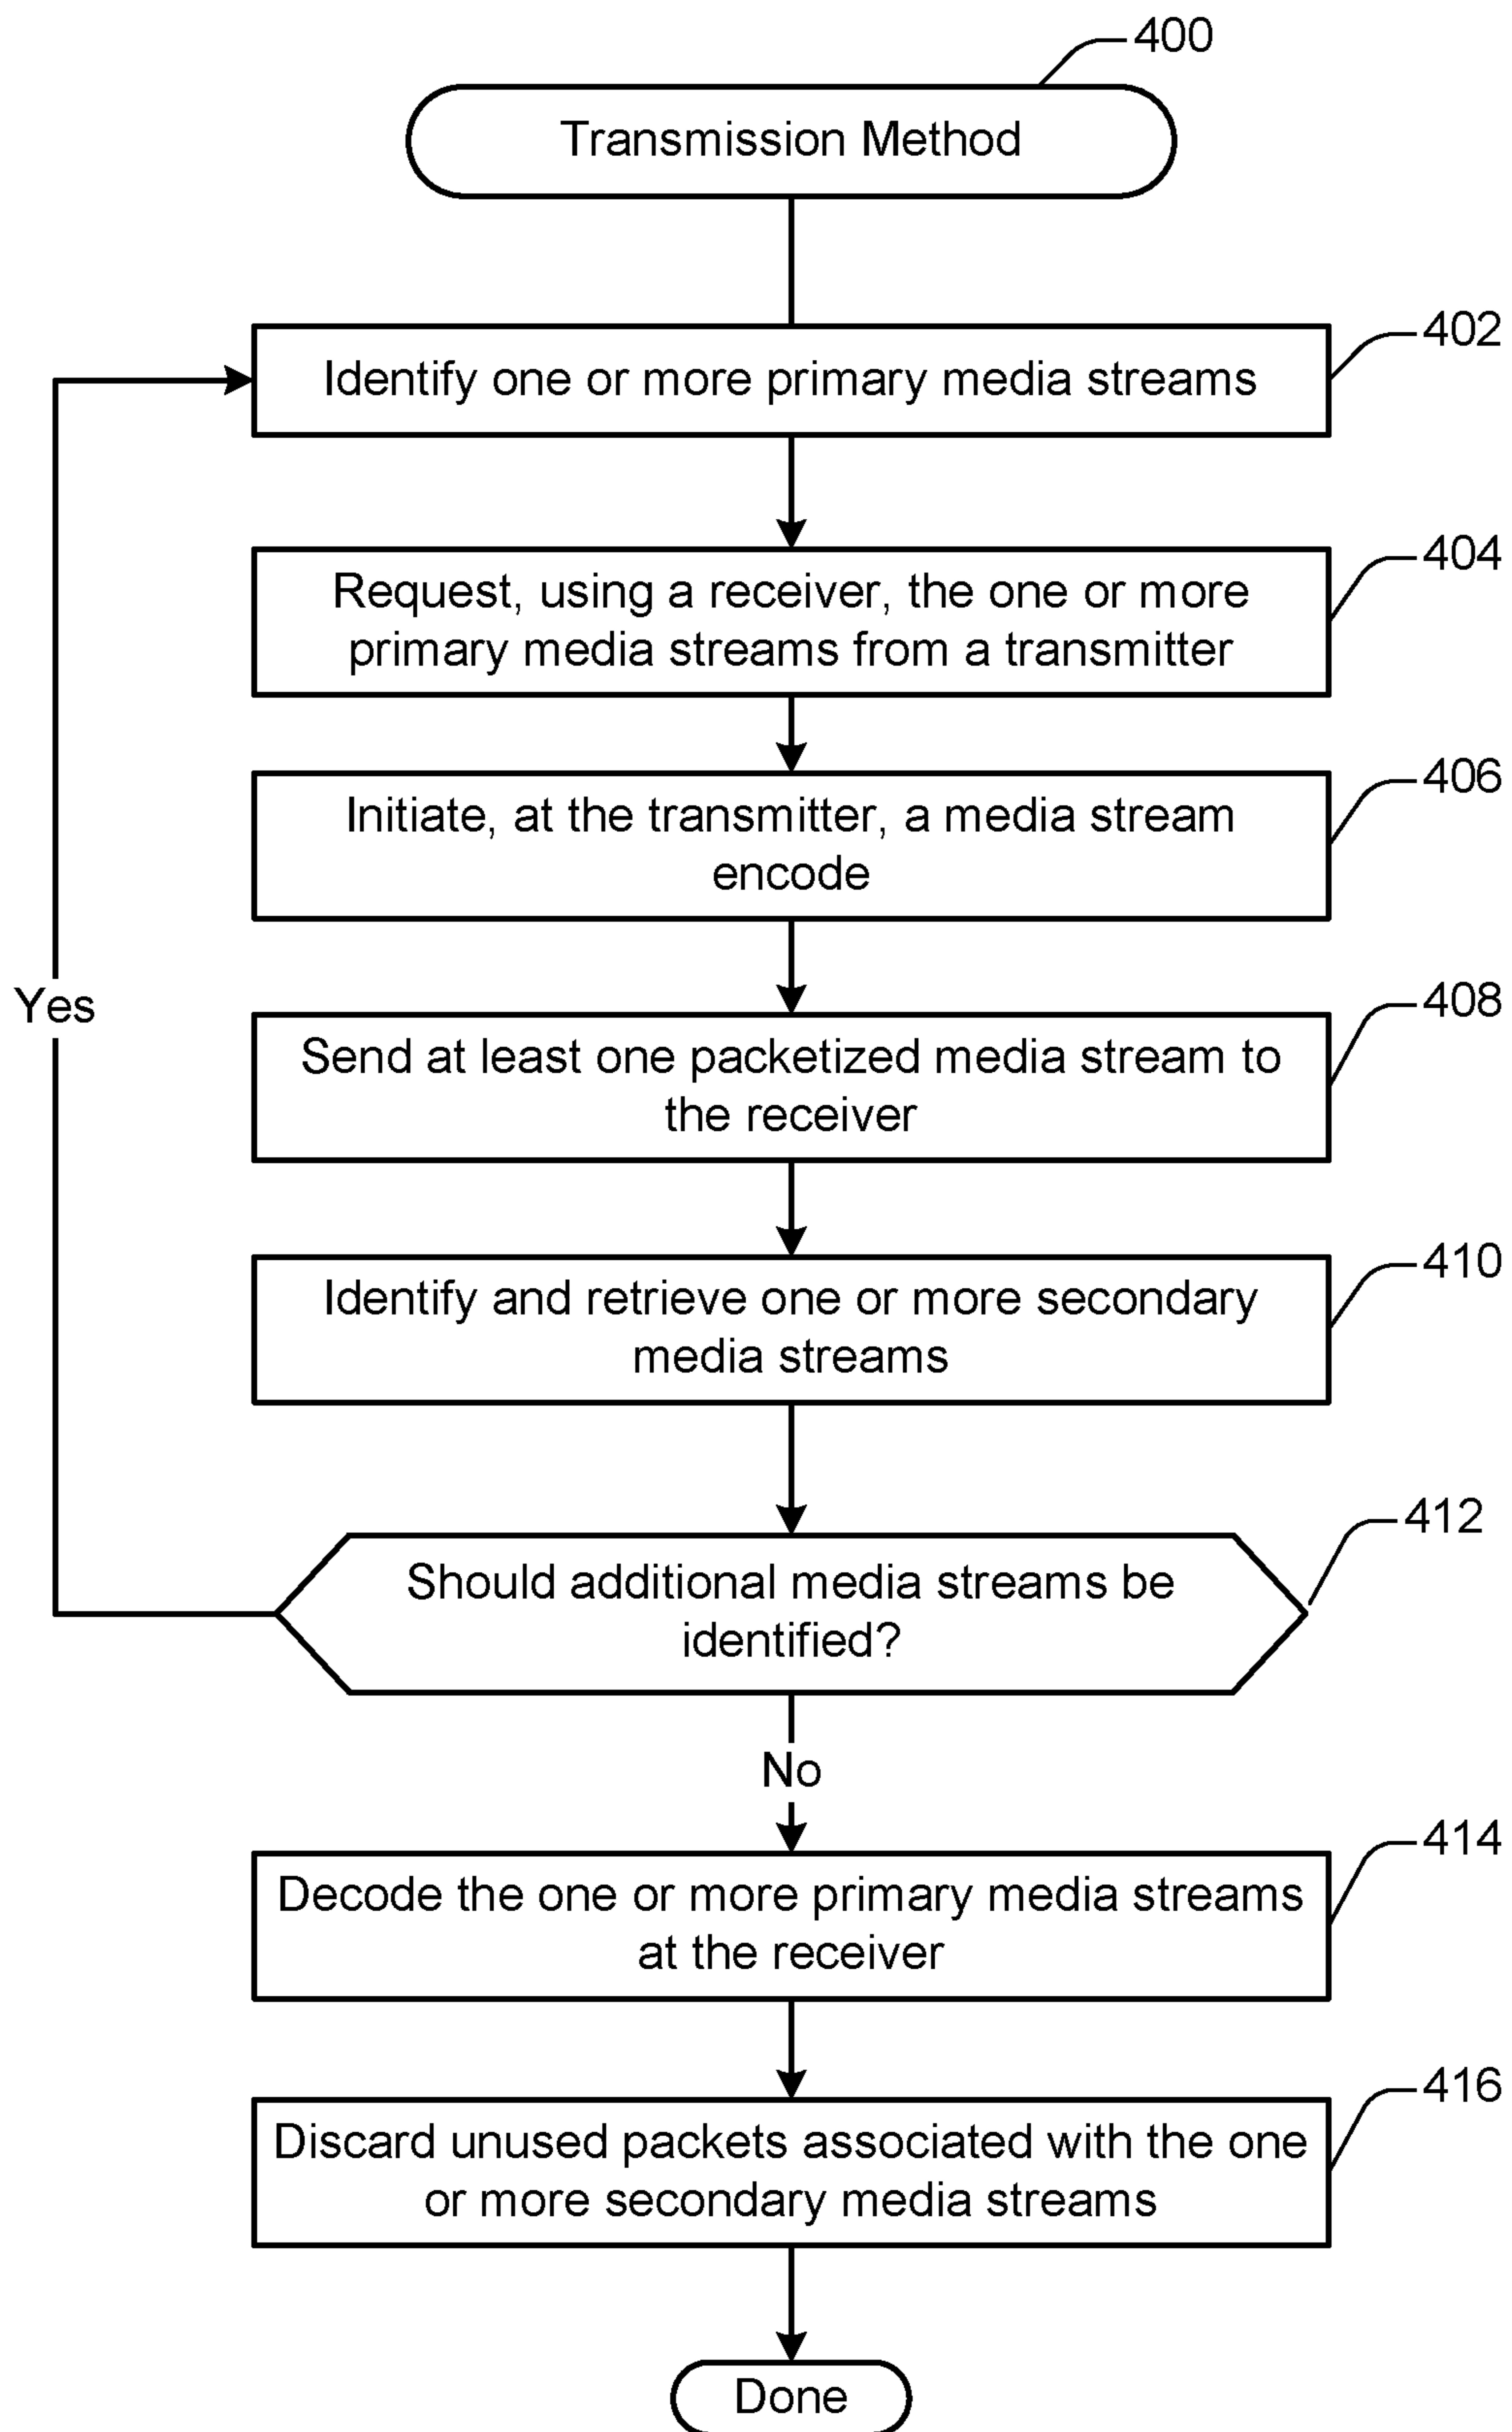 400
Transmission Method
402
Identify one or more primary media streams
404
Request, using a receiver, the one or more
primary media streams from a transmitter
406
Initiate, at the transmitter, a media stream
encode
Yes
408
Send at least one packetized media stream to
the receiver
410
Identify and retrieve one or more secondary
media streams
412
Should additional media streams be
identified?
No
414
Decode the one or more primary media streams
at the receiver
416
Discard unused packets associated with the one
or more secondary media streams
Done